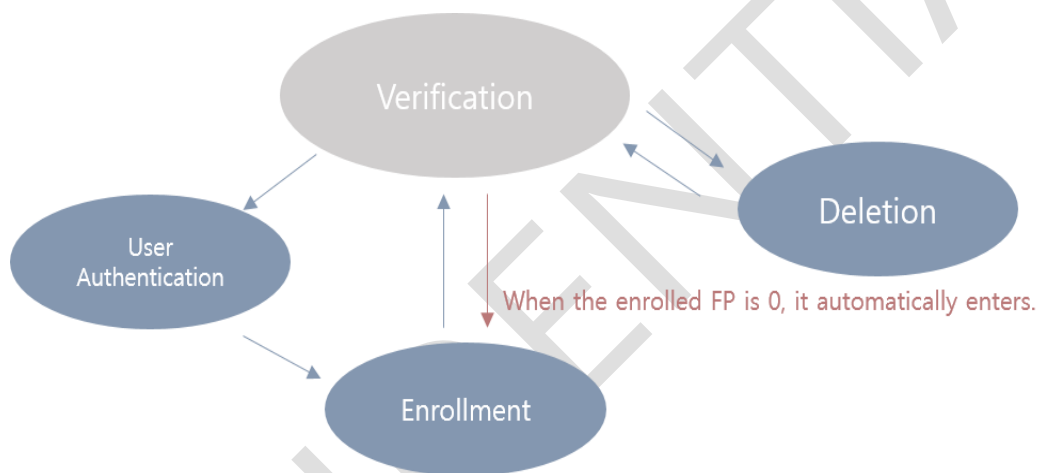 Verification
Deletion
User
Authentication
When the enrolled FP is 0, it automatically enters.
Enrollment